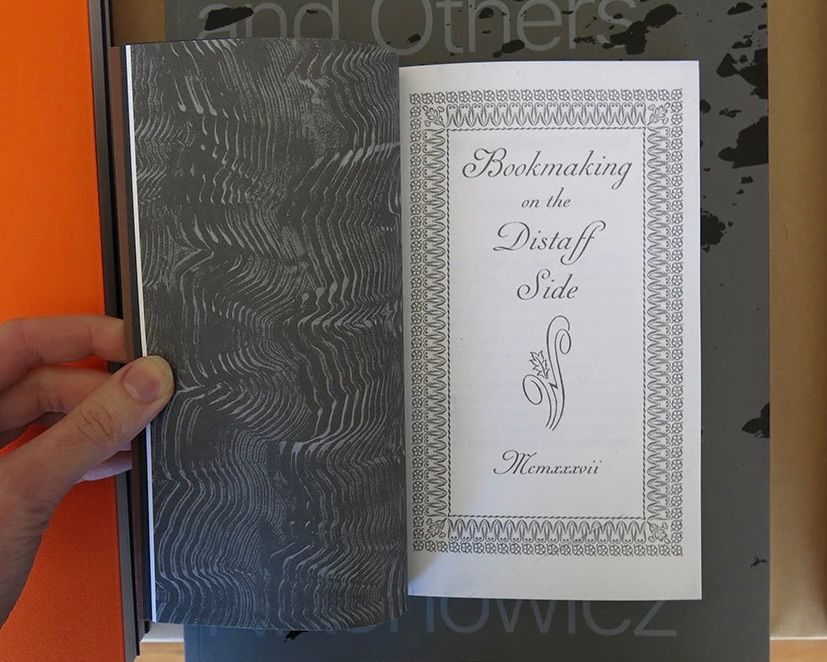 and Others
Bookmaking
on the
Distaff
Side
Mcmxxxvii